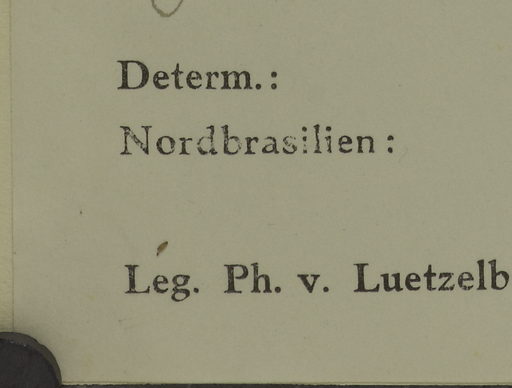 Determ.:
Nordbrasilien:
Leg. Ph. v. Luetzelb